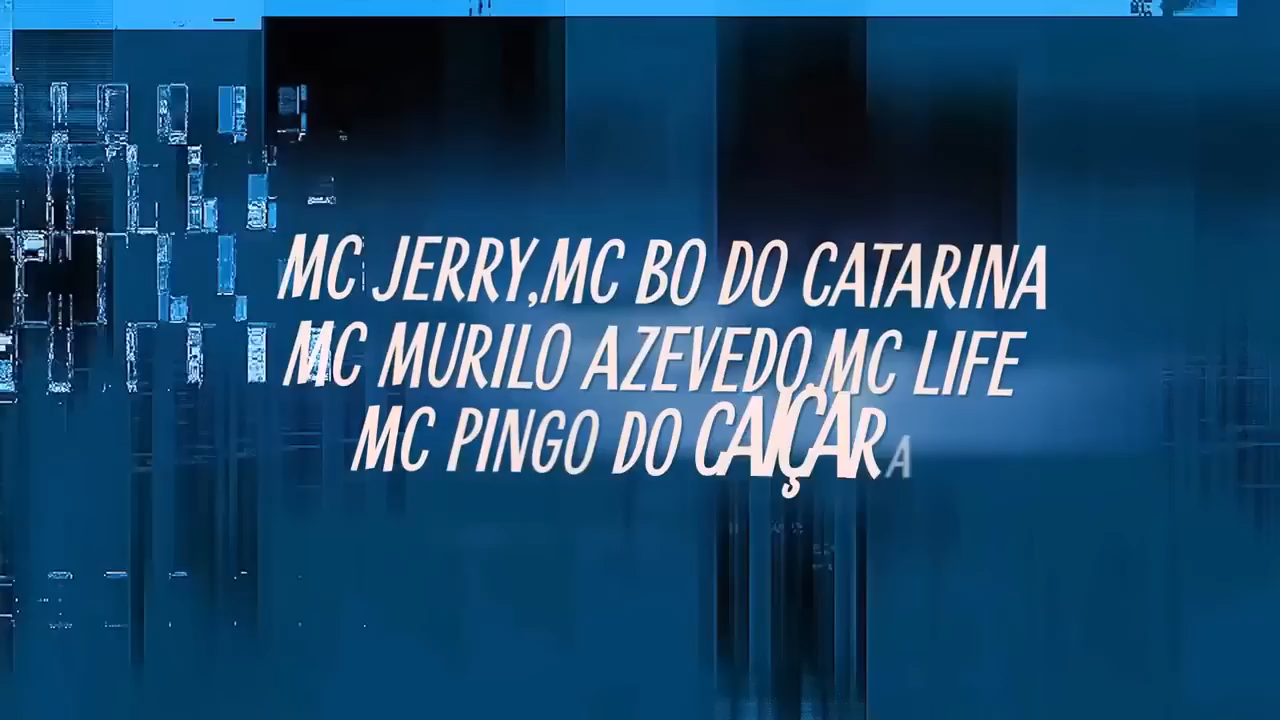 MC JERRY,MC BO DO CATARINA
MC MURILO AZEVEDO,MC LIFE
MC PINGO DO CAIÇARA